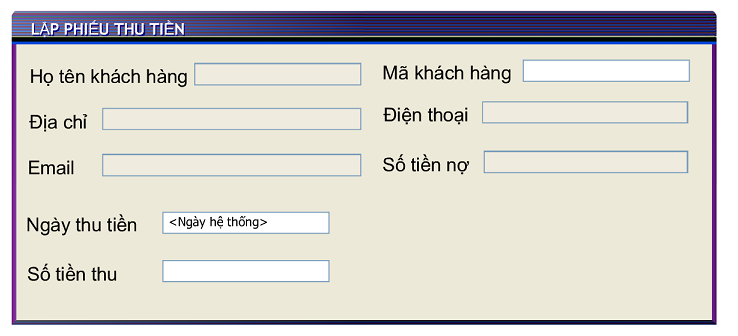 LẬP PHIẾU THU TIỀN
Họ tên khách hàng
Mã khách hàng
Địa chỉ
Điện thoại
Email
Số tiền nợ
Ngày thu tiền <Ngày hệ thống>
Số tiền thu